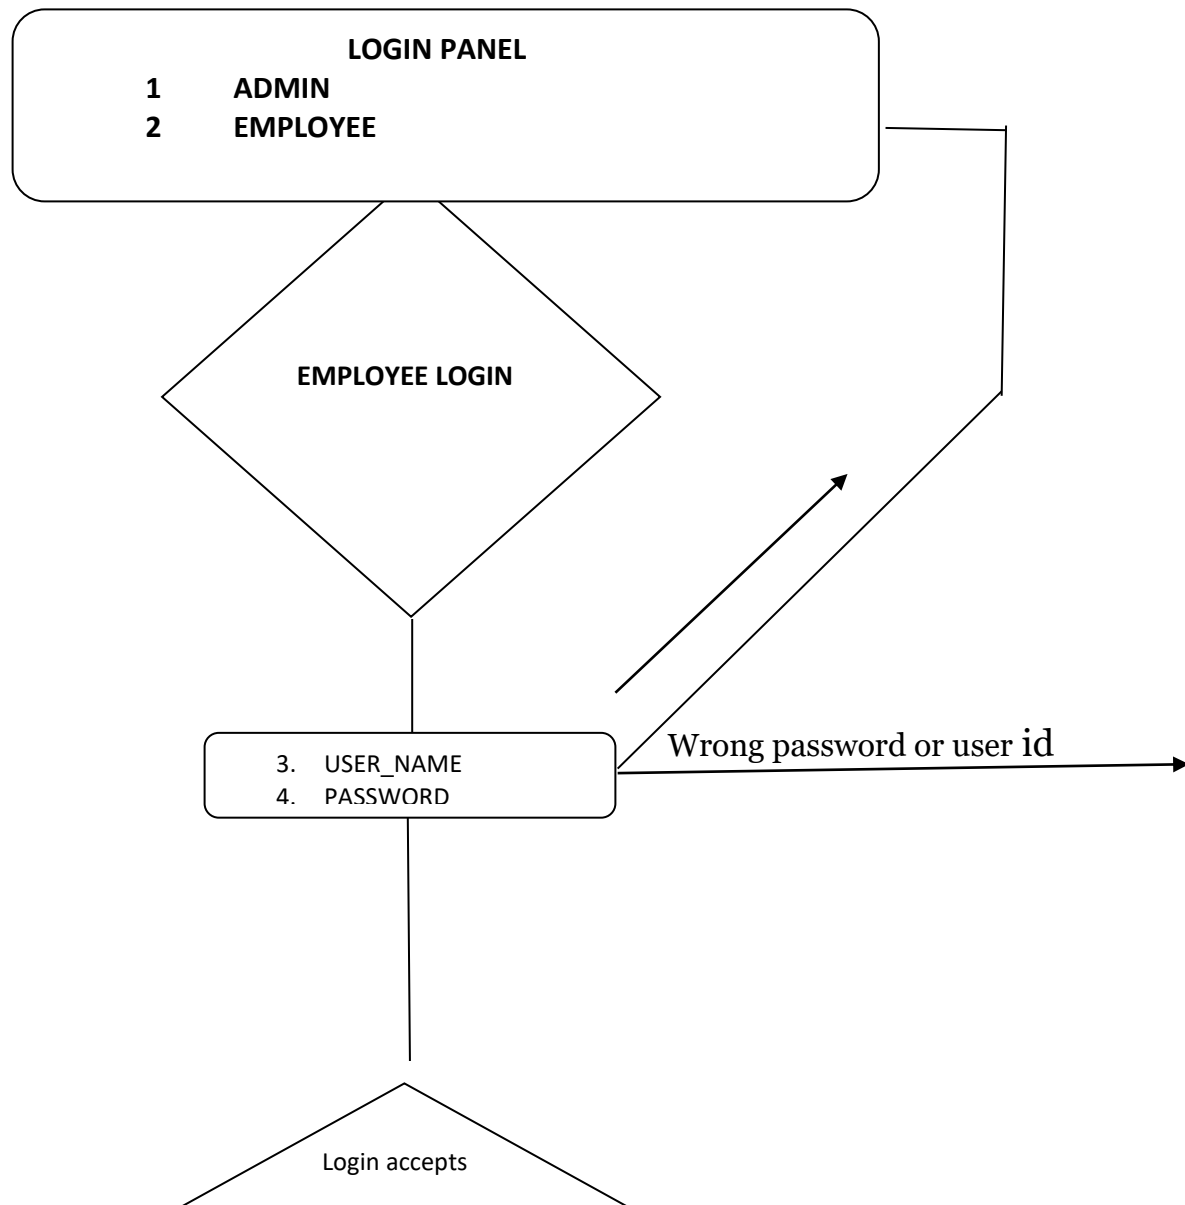 LOGIN PANEL
1 ADMIN
2 EMPLOYEE
EMPLOYEE LOGIN
Wrong password or user id
3. USER_NAME
4. PASSWORD
Login accepts